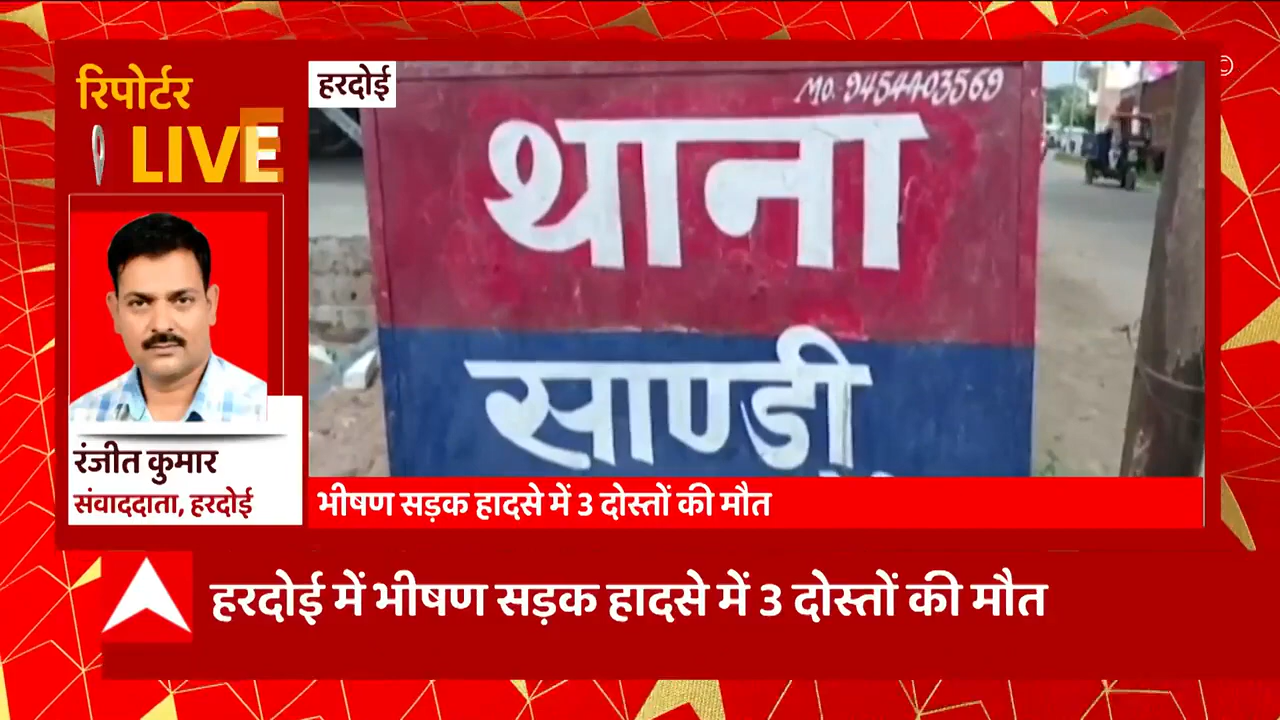 रिपोर्टर
LIVE
हरदोई
MO. 9454403569
थाना
साण्डी
रंजीत कुमार
संवाददाता, हरदोई
भीषण सड़क हादसे में 3 दोस्तों की मौत
हरदोई में भीषण सड़क हादसे में 3 दोस्तों की मौत
©